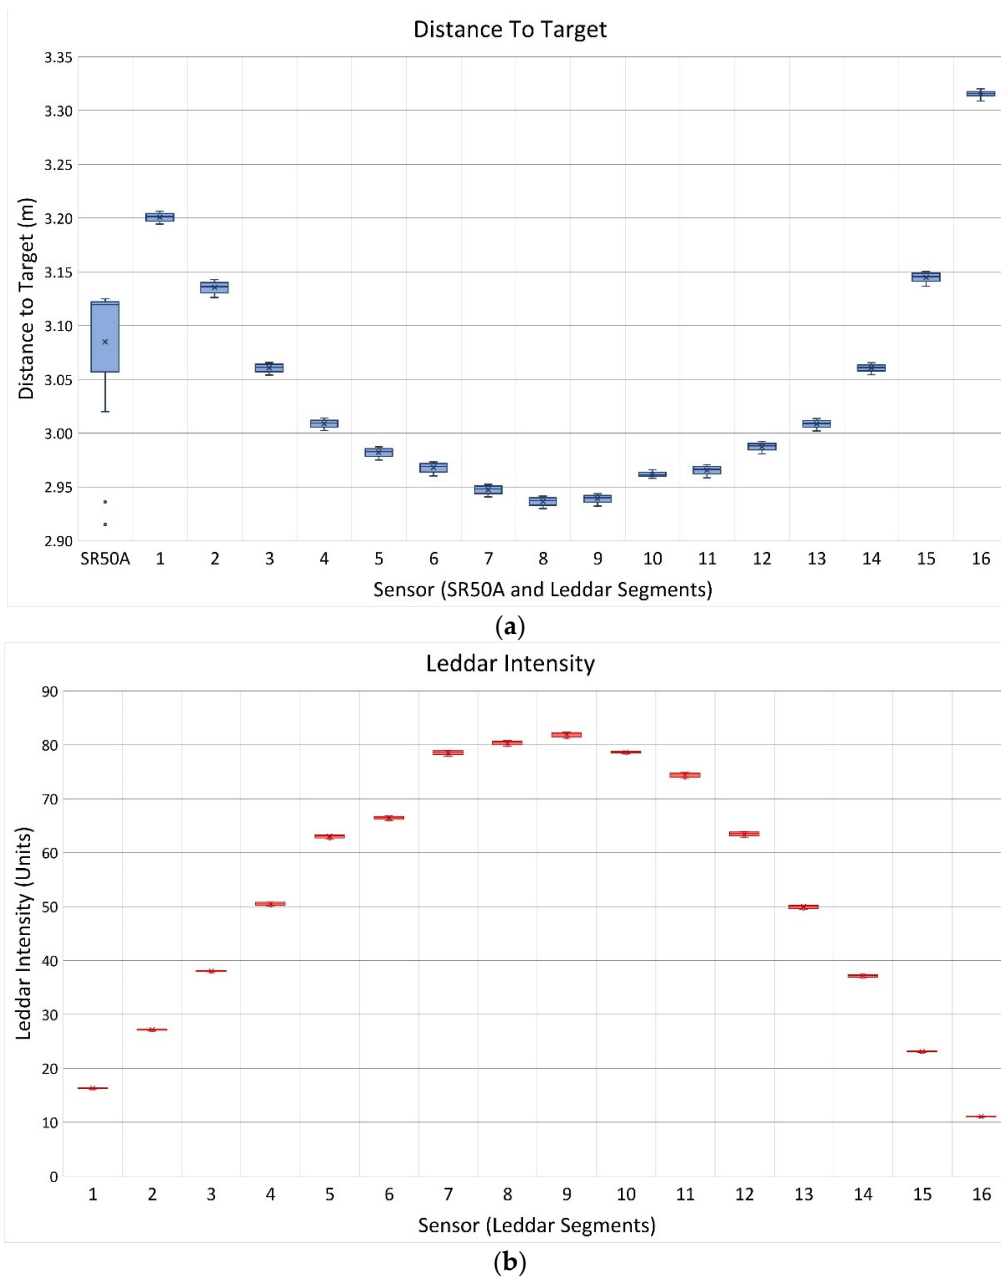 Distance To Target
Distance to Target (m)
3.35
3.30
3.25
3.20
3.15
3.10
3.05
3.00
2.95
2.90
SR50A 1 2 3 4 5 6 7 8 9 10 11 12 13 14 15 16
Sensor (SR50A and Leddar Segments)
(a)
Leddar Intensity
Leddar Intensity (Units)
90
80
70
60
50
40
30
20
10
0
1 2 3 4 5 6 7 8 9 10 11 12 13 14 15 16
Sensor (Leddar Segments)
(b)